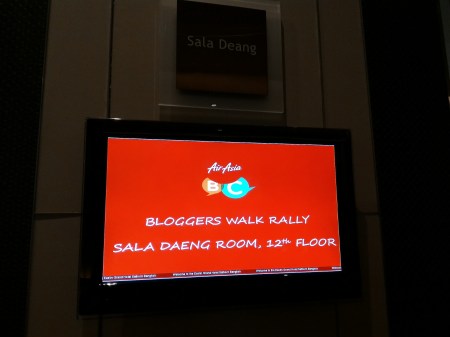 Sala Deang
AirAsia
BC
BLOGGERS WALK RALLY
SALA DAENG ROOM, 12th FLOOR